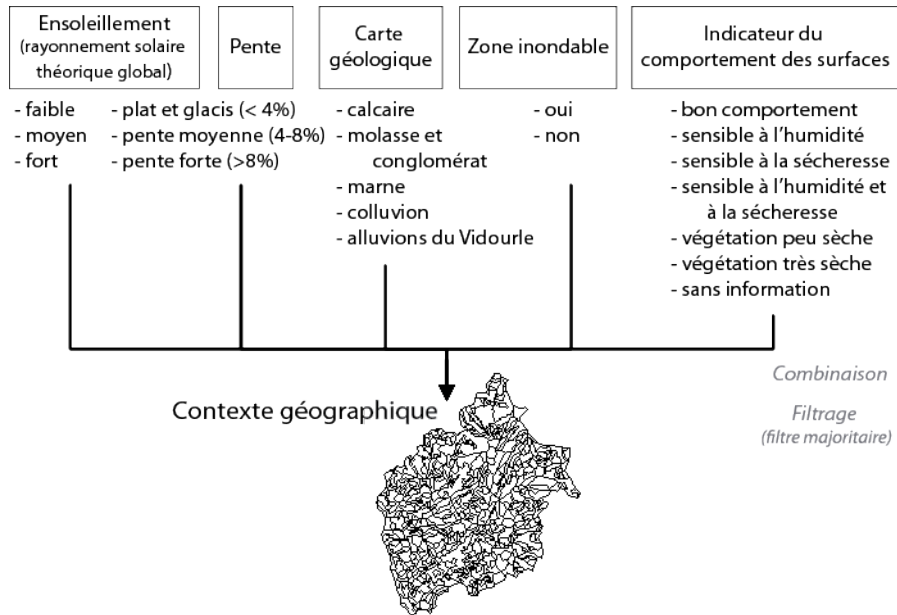 Ensoleillement
(rayonnement solaire
théorique global)
- faible
- moyen
- fort
Pente
- plat et glacis (< 4%)
- pente moyenne (4-8%)
- pente forte (>8%)
Carte
géologique
- calcaire
- molasse et
conglomérat
- marne
- colluvion
- alluvions du Vidourle
Zone inondable
- oui
- non
Indicateur du
comportement des surfaces
- bon comportement
- sensible à l'humidité
- sensible à la sécheresse
- sensible à l'humidité et
à la sécheresse
- végétation peu sèche
- végétation très sèche
- sans information
Combinaison
Filtrage
(filtre majoritaire)
Contexte géographique